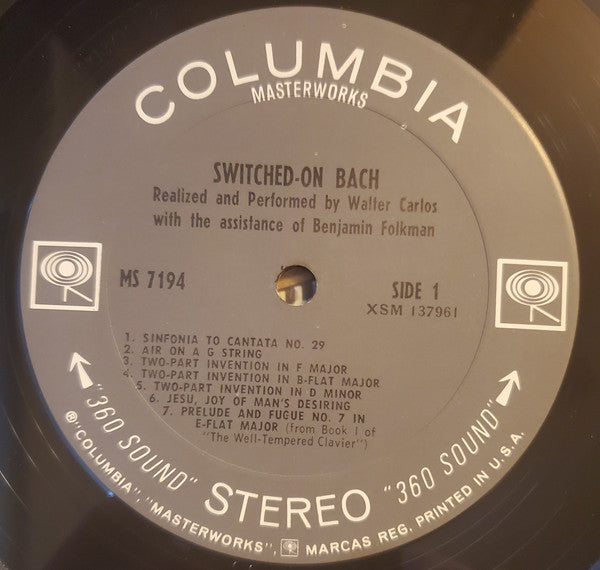 COLUMBIA
MASTERWORKS
SWITCHED-ON BACH
Realized and Performed by Walter Carlos
with the assistance of Benjamin Folkman
MS 7194
SIDE 1
XSM 137961
1. SINFONIA TO CANTATA NO. 29
2. AIR ON A G STRING
3. TWO-PART INVENTION IN F MAJOR
4. TWO-PART INVENTION IN B-FLAT MAJOR
5. TWO-PART INVENTION IN D MINOR
6. JESU, JOY OF MAN'S DESIRING
7. PRELUDE AND FUGUE NO. 7 IN
E-FLAT MAJOR (from Book 1 of
"The Well-Tempered Clavier")
"360 SOUND" STEREO "360 SOUND"
®"COLUMBIA", "MASTERWORKS", MARCAS REG. PRINTED IN U.S.A.